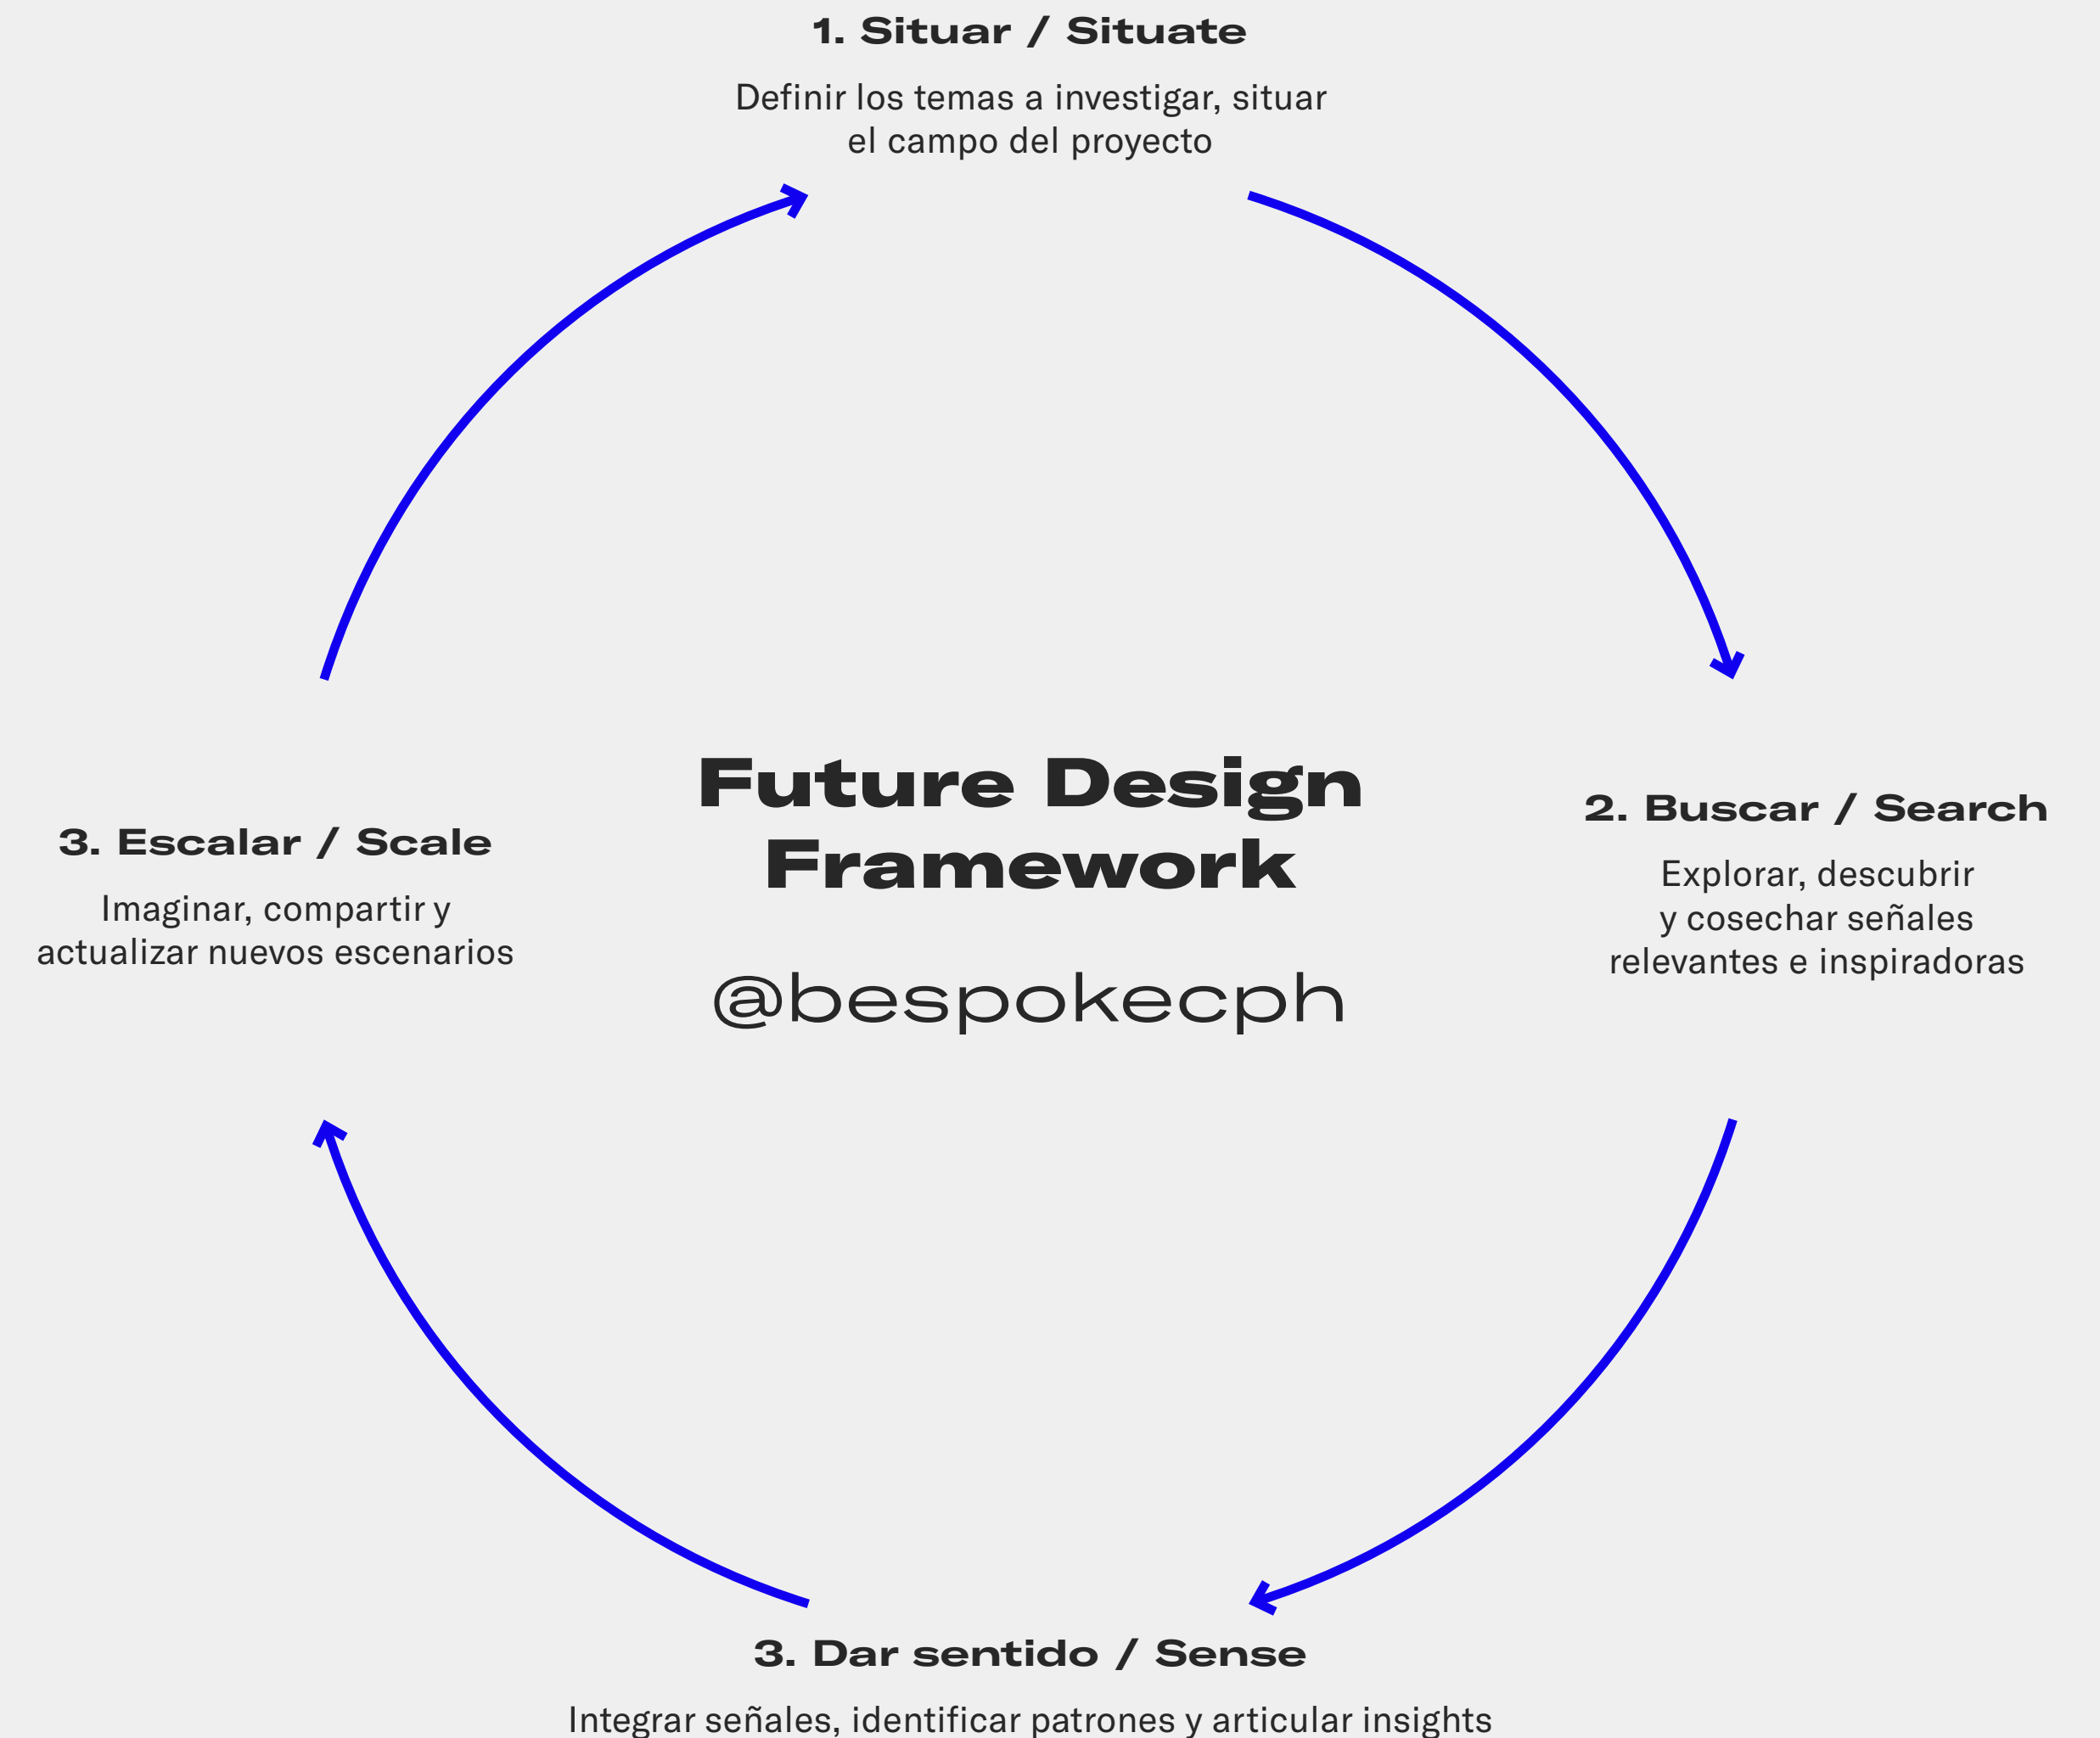 1. Situar / Situate
Definir los temas a investigar, situar
el campo del proyecto
Future Design
Framework
@bespokecph
2. Buscar / Search
Explorar, descubrir
y cosechar señales
relevantes e inspiradoras
3. Dar sentido / Sense
Integrar señales, identificar patrones y articular insights
3. Escalar / Scale
Imaginar, compartir y
actualizar nuevos escenarios